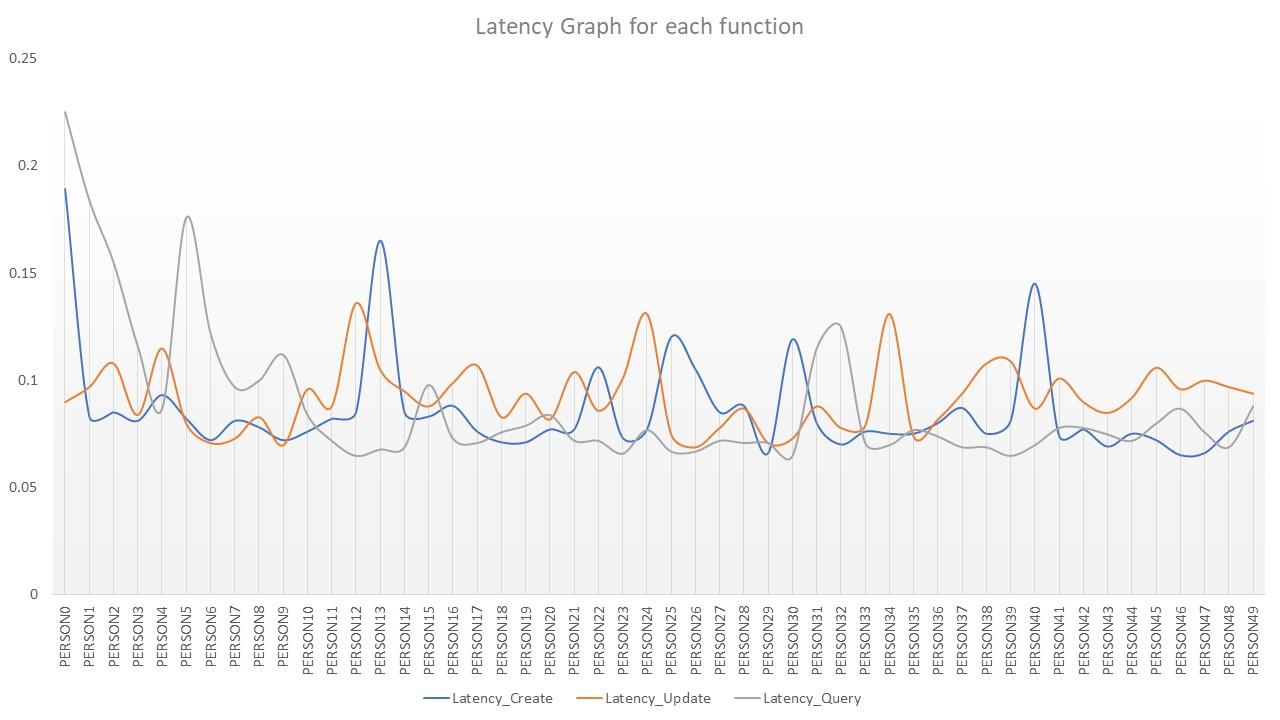 Latency Graph for each function
0.25
0.2
0.15
0.1
0.05
0
PERSON0
PERSON1
PERSON2
PERSON3
PERSON4
PERSON5
PERSON6
PERSON7
PERSON8
PERSON9
PERSON10
PERSON11
PERSON12
PERSON13
PERSON14
PERSON15
PERSON16
PERSON17
PERSON18
PERSON19
PERSON20
PERSON21
PERSON22
PERSON23
PERSON24
PERSON25
PERSON26
PERSON27
PERSON28
PERSON29
PERSON30
PERSON31
PERSON32
PERSON33
PERSON34
PERSON35
PERSON36
PERSON37
PERSON38
PERSON39
PERSON40
PERSON41
PERSON42
PERSON43
PERSON44
PERSON45
PERSON46
PERSON47
PERSON48
PERSON49
Latency_Create Latency_Update Latency_Query